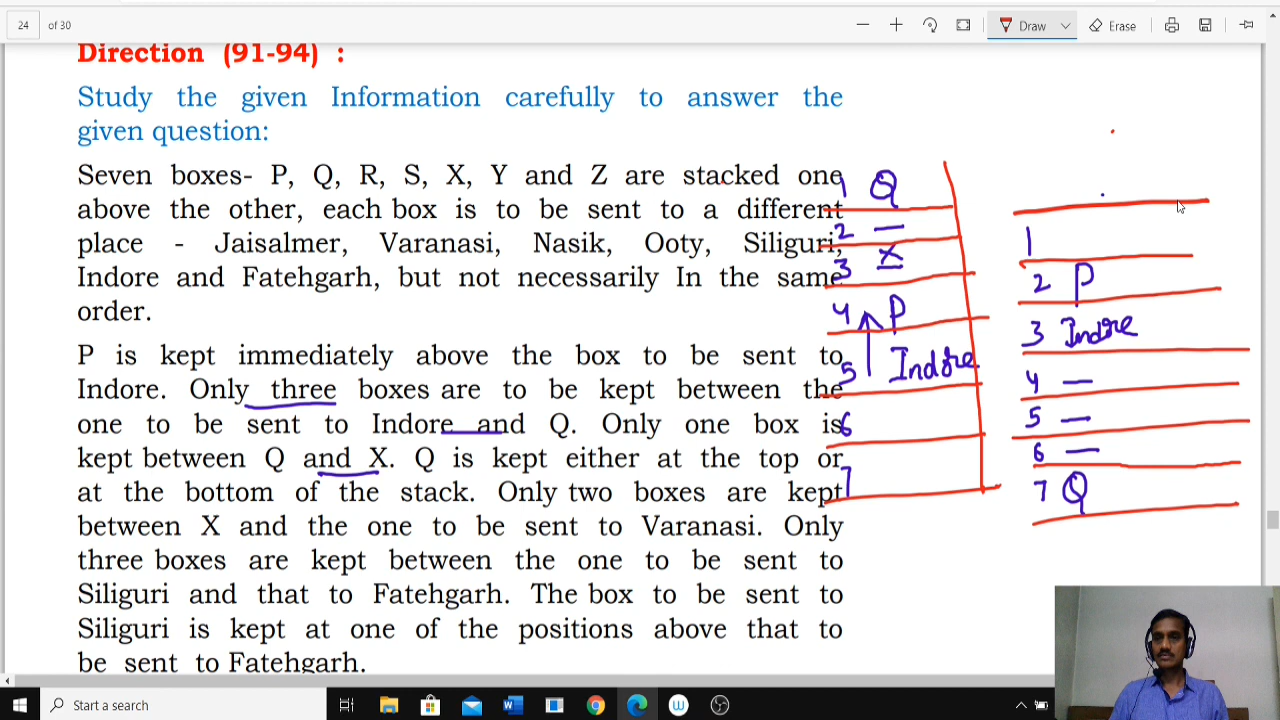 24 of 30
Draw
Erase
Direction (91-94) :
Study the given Information carefully to answer the
given question:
Seven boxes- P, Q, R, S, X, Y and Z are stacked one
above the other, each box is to be sent to a different
place - Jaisalmer, Varanasi, Nasik, Ooty, Siliguri,
Indore and Fatehgarh, but not necessarily In the same
order.
P is kept immediately above the box to be sent to
Indore. Only three boxes are to be kept between the
one to be sent to Indore and Q. Only one box is
kept between Q and X. Q is kept either at the top or
at the bottom of the stack. Only two boxes are kept
between X and the one to be sent to Varanasi. Only
three boxes are kept between the one to be sent to
Siliguri and that to Fatehgarh. The box to be sent to
Siliguri is kept at one of the positions above that to
be sent to Fatehgarh.
1 Q
2 —
3 X
4 P
5 Indore
6
7
1
2 P
3 Indore
4 —
5 —
6 —
7 Q
Start a search